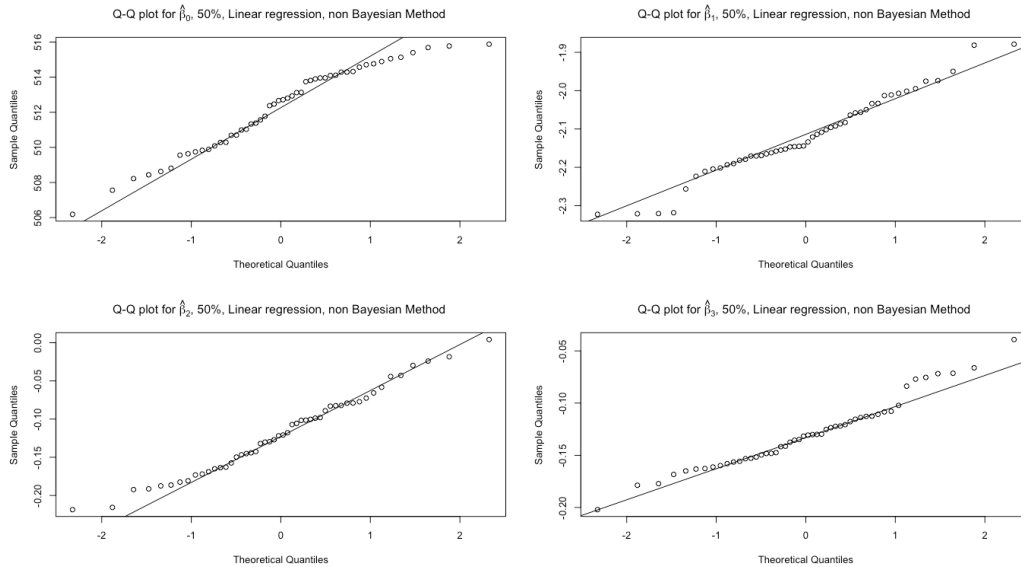 Q-Q plot for β̂₀, 50%, Linear regression, non Bayesian Method
Sample Quantiles
506 508 510 512 514 516
-2 -1 0 1 2
Theoretical Quantiles
Q-Q plot for β̂₁, 50%, Linear regression, non Bayesian Method
Sample Quantiles
-2.3 -2.2 -2.1 -2.0 -1.9
-2 -1 0 1 2
Theoretical Quantiles
Q-Q plot for β̂₂, 50%, Linear regression, non Bayesian Method
Sample Quantiles
-0.20 -0.15 -0.10 -0.05 0.00
-2 -1 0 1 2
Theoretical Quantiles
Q-Q plot for β̂₃, 50%, Linear regression, non Bayesian Method
Sample Quantiles
-0.20 -0.15 -0.10 -0.05
-2 -1 0 1 2
Theoretical Quantiles